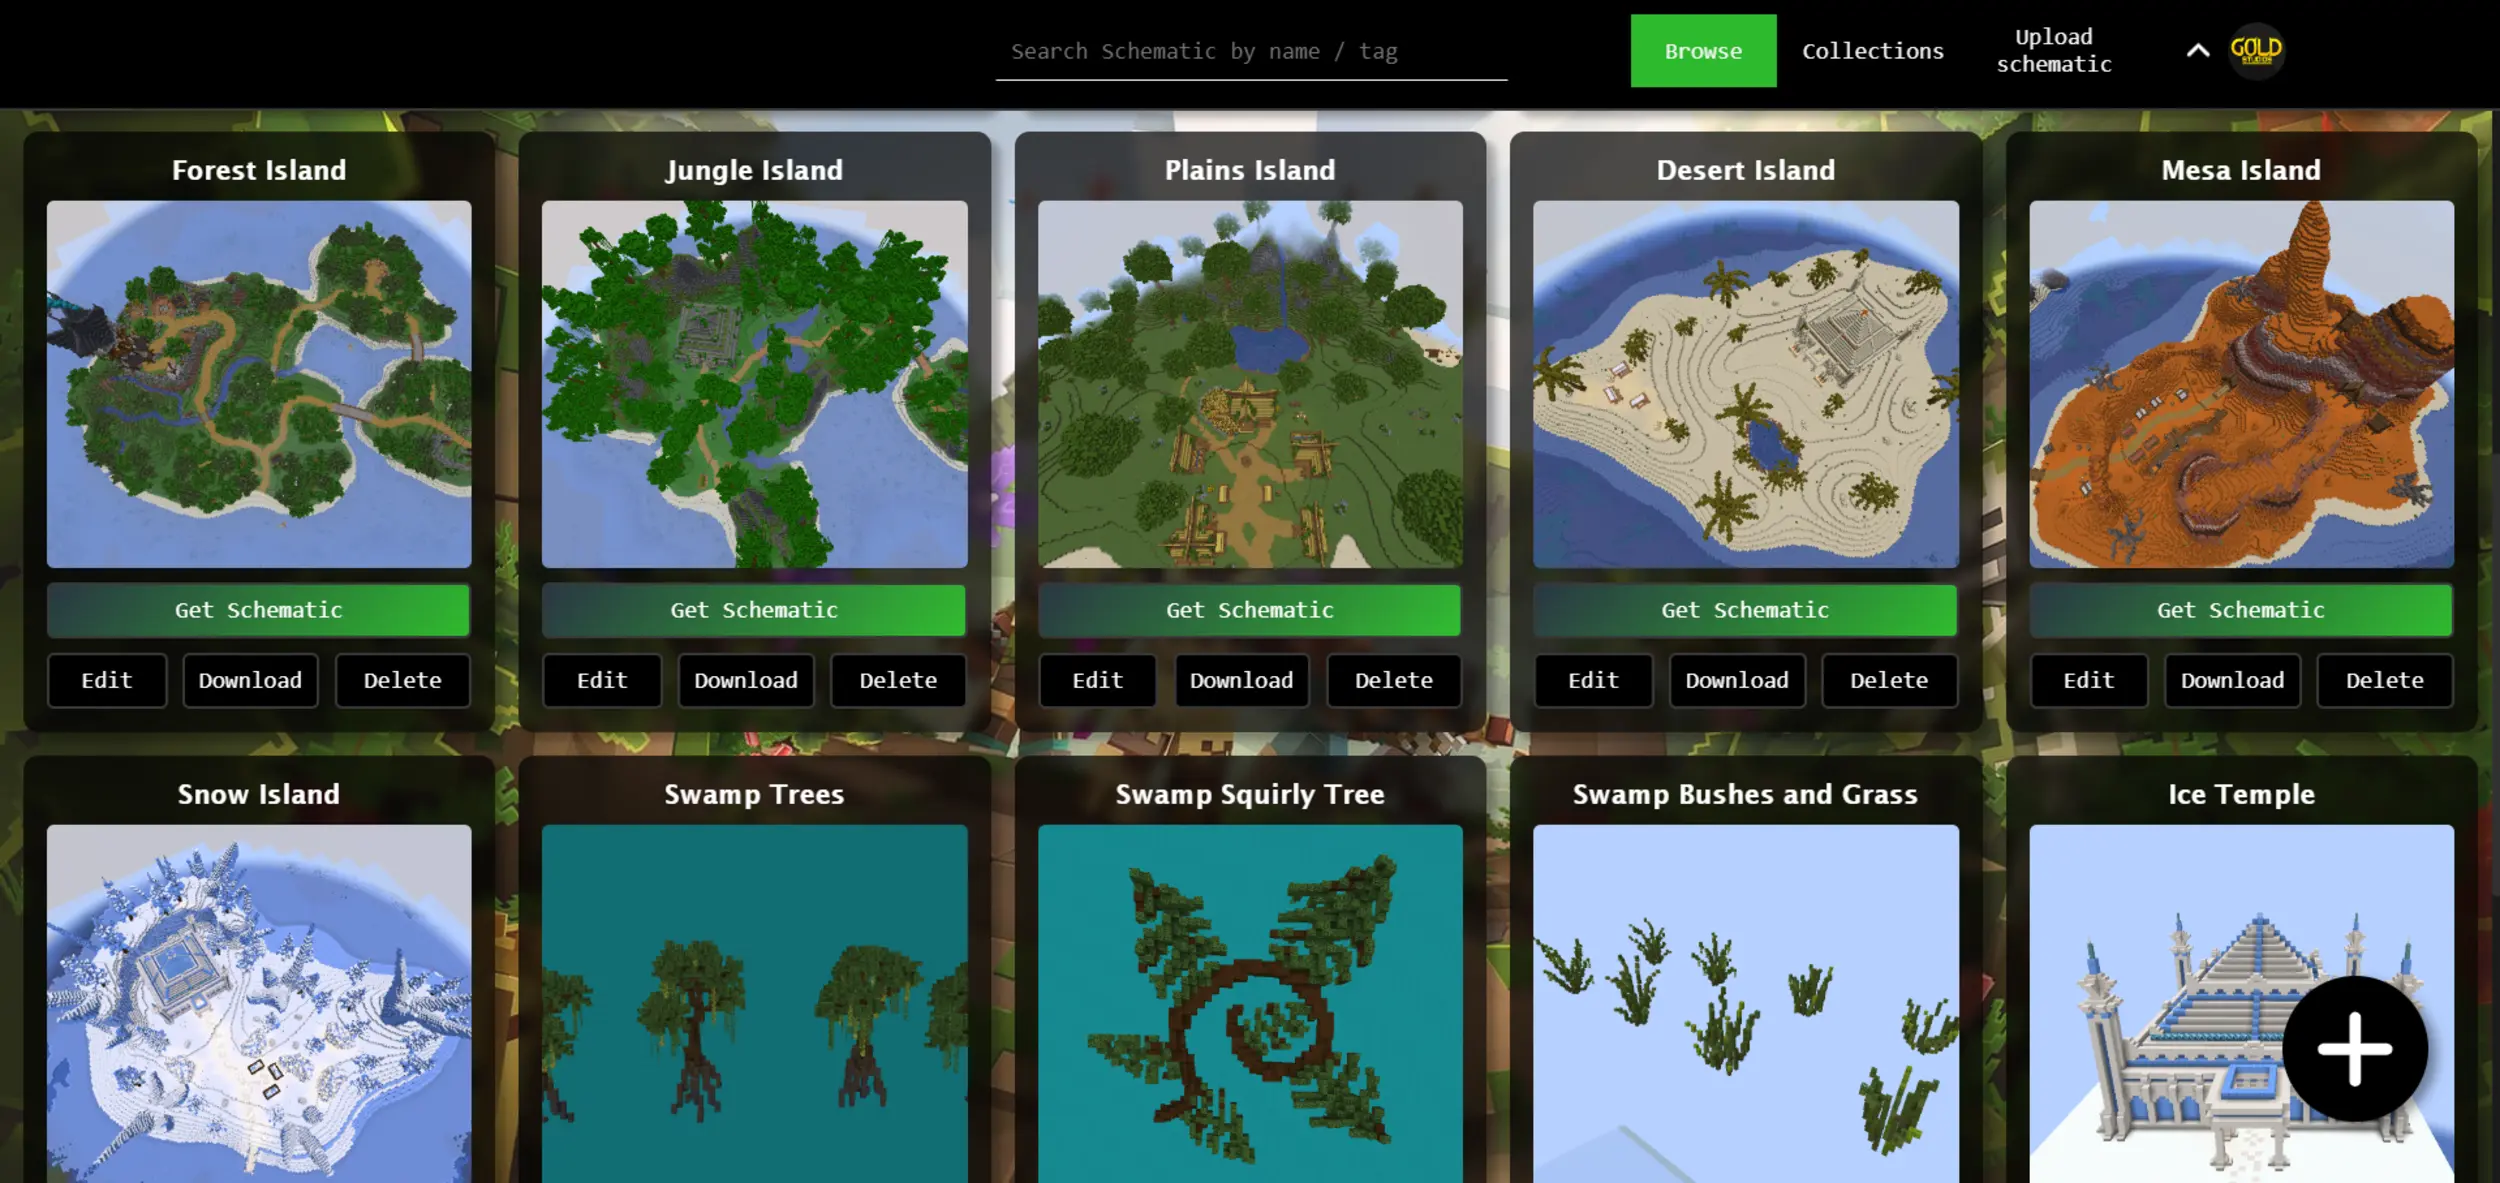 Search Schematic by name / tag
Browse
Collections
Upload
schematic
GOLD
STUDIOS
Forest Island
Jungle Island
Plains Island
Desert Island
Mesa Island
Get Schematic
Get Schematic
Get Schematic
Get Schematic
Get Schematic
Edit Download Delete
Edit Download Delete
Edit Download Delete
Edit Download Delete
Edit Download Delete
Snow Island
Swamp Trees
Swamp Squirly Tree
Swamp Bushes and Grass
Ice Temple